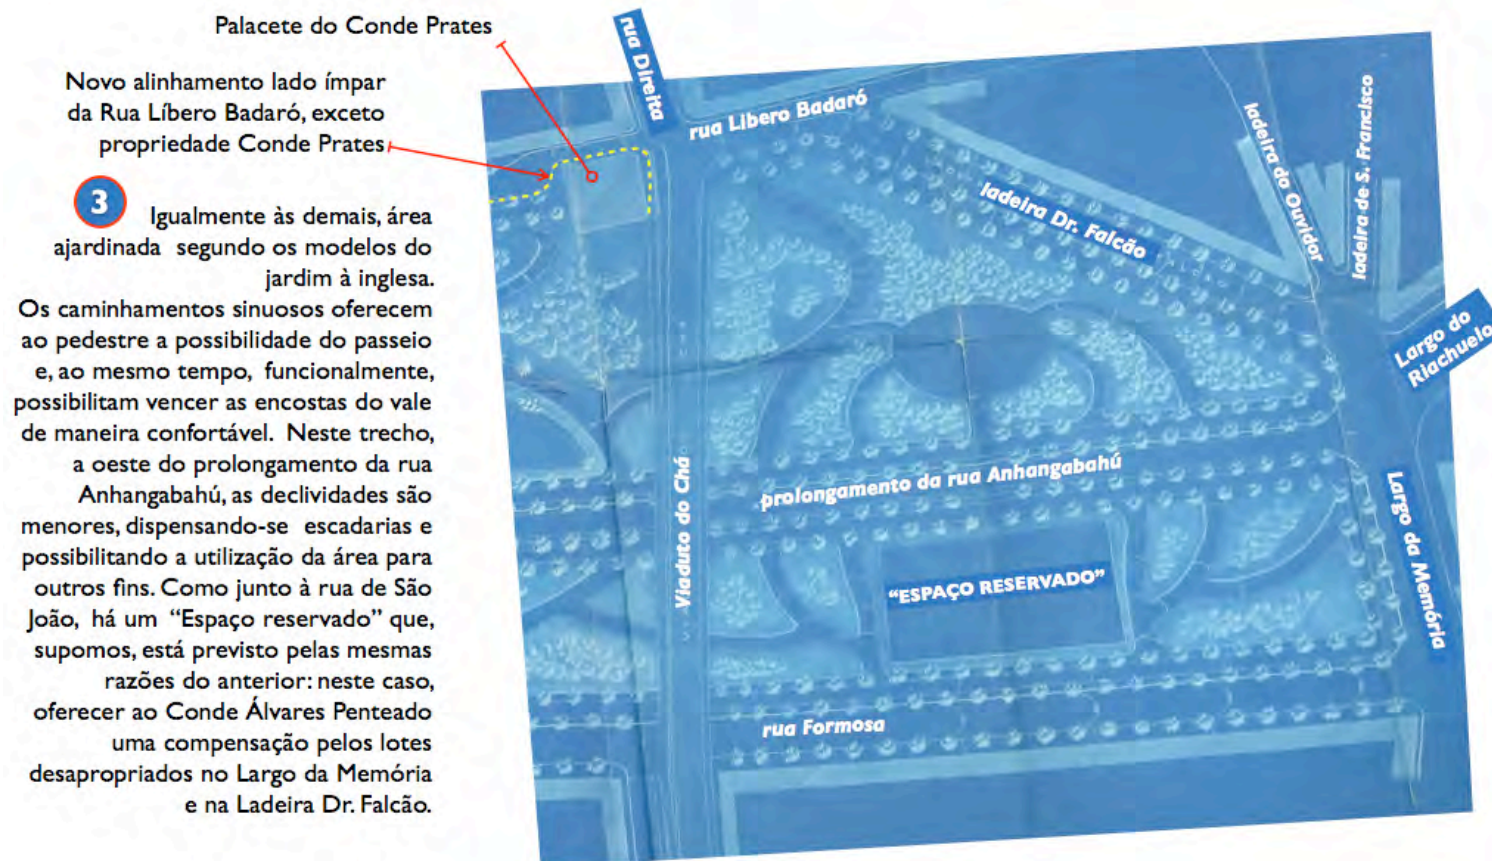 Palacete do Conde Prates
Novo alinhamento lado ímpar
da Rua Líbero Badaró, exceto
propriedade Conde Prates
3
Igualmente às demais, área
ajardinada segundo os modelos do
jardim à inglesa.
Os caminhamentos sinuosos oferecem
ao pedestre a possibilidade do passeio
e, ao mesmo tempo, funcionalmente,
possibilitam vencer as encostas do vale
de maneira confortável. Neste trecho,
a oeste do prolongamento da rua
Anhangabahú, as declividades são
menores, dispensando-se escadarias e
possibilitando a utilização da área para
outros fins. Como junto à rua de São
João, há um “Espaço reservado” que,
supomos, está previsto pelas mesmas
razões do anterior: neste caso,
oferecer ao Conde Álvares Penteado
uma compensação pelos lotes
desapropriados no Largo da Memória
e na Ladeira Dr. Falcão.
rua Direita
rua Libero Badaró
ladeira Dr. Falcão
ladeira do Ouvidor
ladeira de S. Francisco
Largo do
Riachuelo
Viaduto do Chá
prolongamento da rua Anhangabahú
“ESPAÇO RESERVADO”
Largo da Memória
rua Formosa